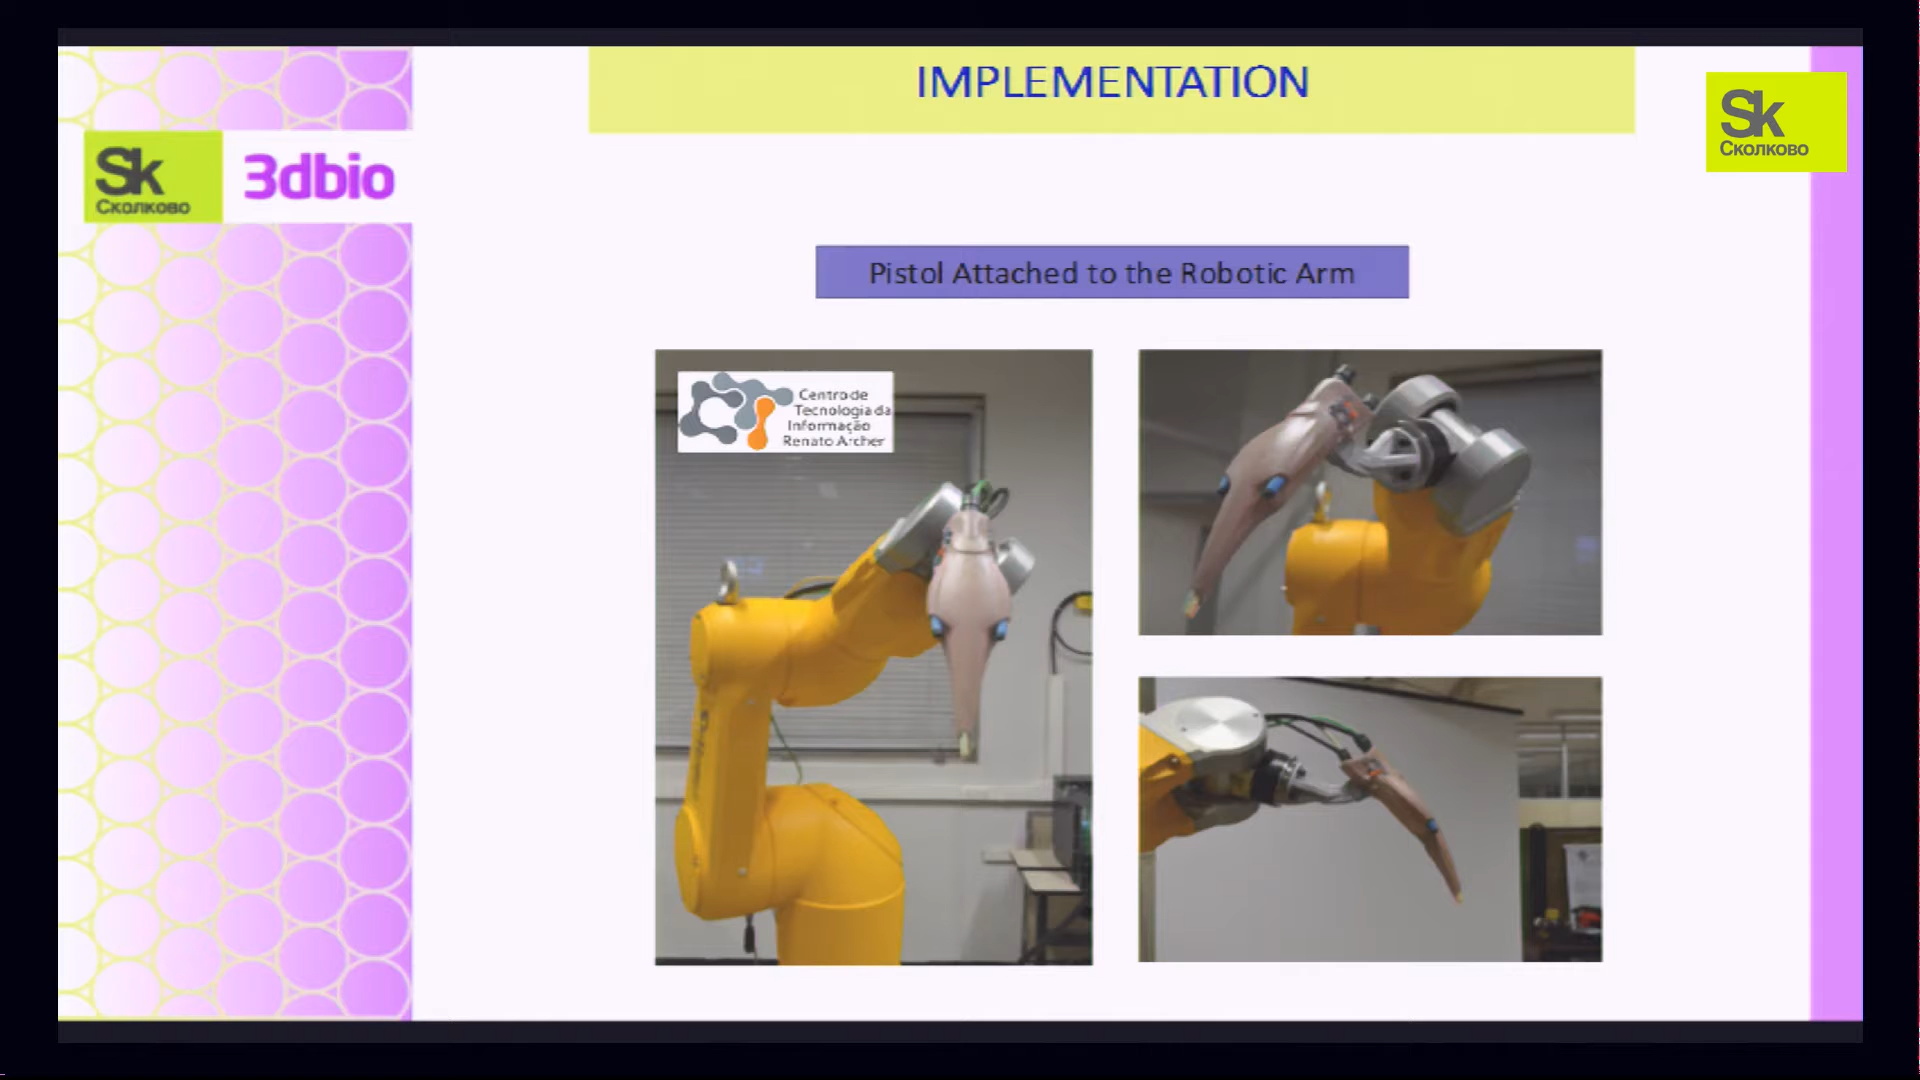 IMPLEMENTATION
Sk
Сколково
Sk
Сколково
3dbio
Pistol Attached to the Robotic Arm
Centro de
Tecnologia da
Informação
Renato Archer